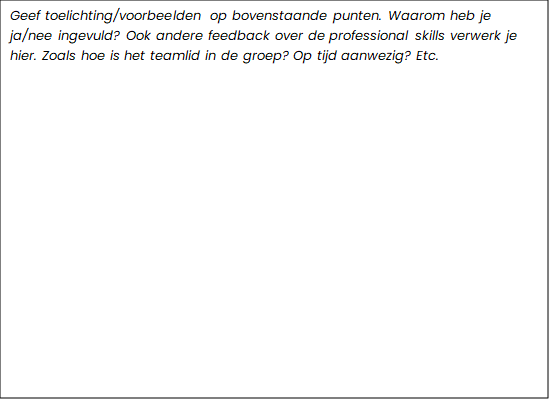 Geef toelichting/voorbeelden op bovenstaande punten. Waarom heb je
ja/nee ingevuld? Ook andere feedback over de professional skills verwerk je
hier. Zoals hoe is het teamlid in de groep? Op tijd aanwezig? Etc.